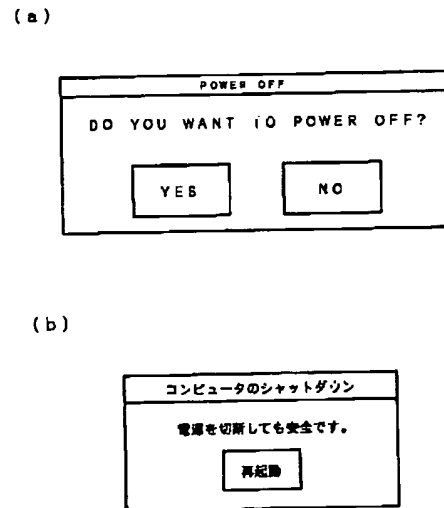 (a)
POWER OFF
DO YOU WANT TO POWER OFF?
YES
NO
(b)
コンピュータのシャットダウン
電源を切断しても安全です。
再起動